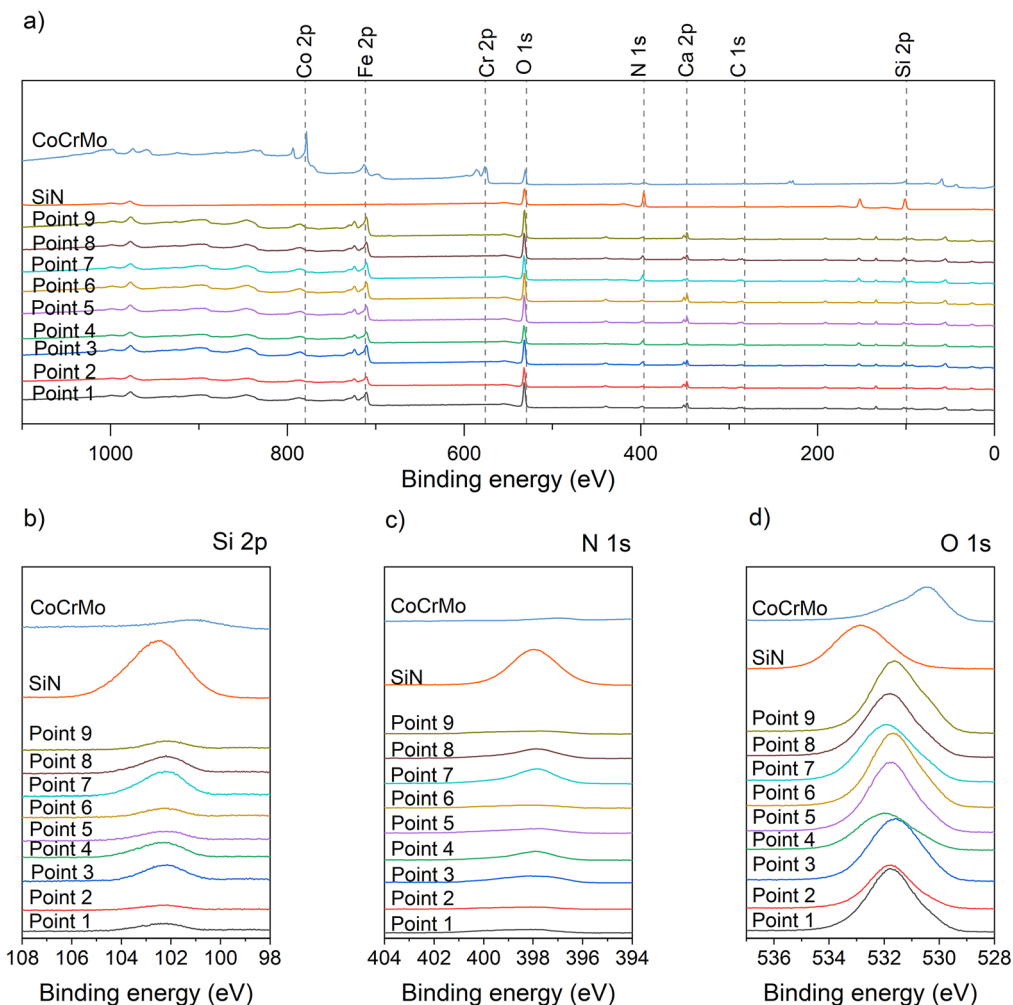 a)
Co 2p
Fe 2p
Cr 2p
O 1s
N 1s
Ca 2p
C 1s
Si 2p
CoCrMo
SiN
Point 9
Point 8
Point 7
Point 6
Point 5
Point 4
Point 3
Point 2
Point 1
1000 800 600 400 200 0
Binding energy (eV)
b)
Si 2p
CoCrMo
SiN
Point 9
Point 8
Point 7
Point 6
Point 5
Point 4
Point 3
Point 2
Point 1
108 106 104 102 100 98
Binding energy (eV)
c)
N 1s
CoCrMo
SiN
Point 9
Point 8
Point 7
Point 6
Point 5
Point 4
Point 3
Point 2
Point 1
404 402 400 398 396 394
Binding energy (eV)
d)
O 1s
CoCrMo
SiN
Point 9
Point 8
Point 7
Point 6
Point 5
Point 4
Point 3
Point 2
Point 1
536 534 532 530 528
Binding energy (eV)